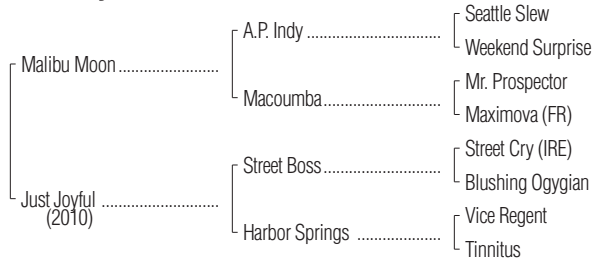 Seattle Slew
A.P. Indy ..............................
Weekend Surprise
Malibu Moon ......................
Mr. Prospector
Macoumba..........................
Maximova (FR)
Street Cry (IRE)
Street Boss..........................
Blushing Ogygian
Just Joyful .........................
(2010)
Vice Regent
Harbor Springs ..................
Tinnitus